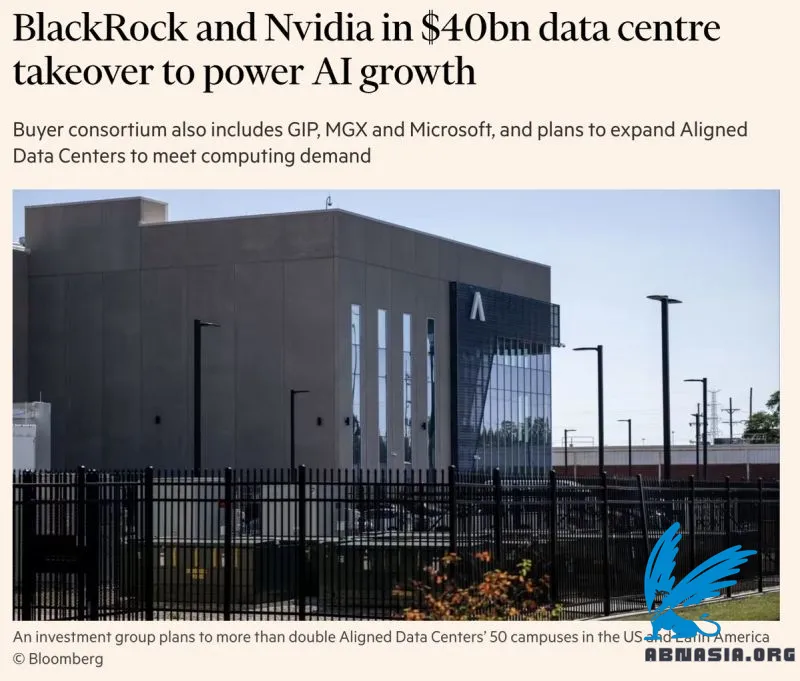 BlackRock and Nvidia in $40bn data centre
takeover to power AI growth
Buyer consortium also includes GIP, MGX and Microsoft, and plans to expand Aligned
Data Centers to meet computing demand
An investment group plans to more than double Aligned Data Centers’ 50 campuses in the US and Latin America
© Bloomberg
ABNASIA.ORG